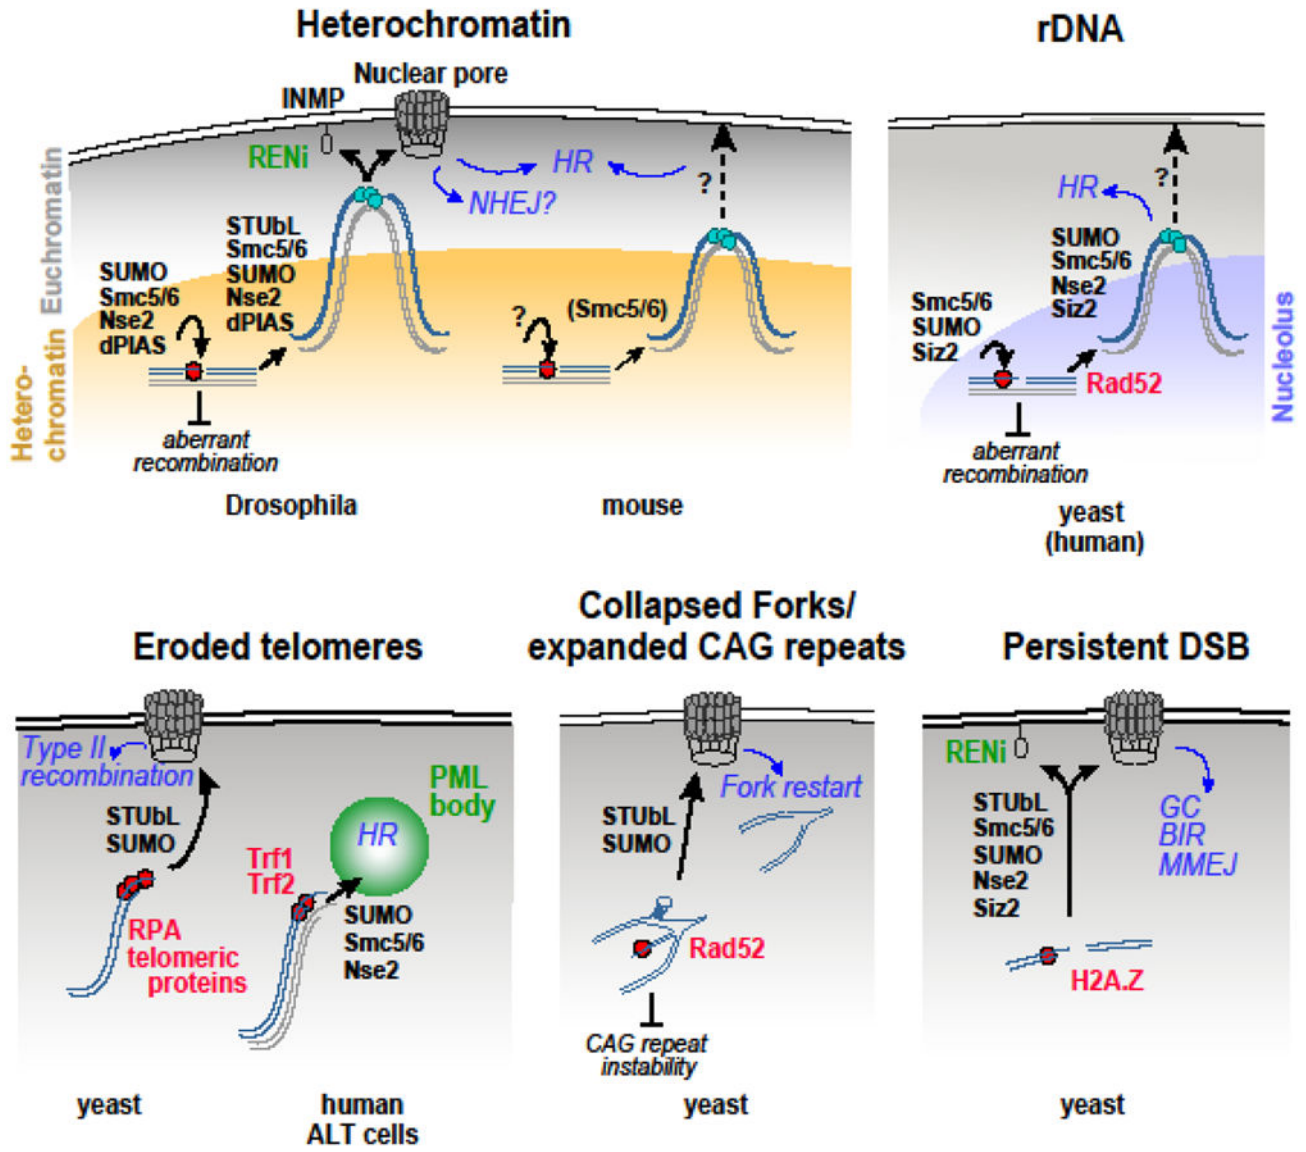 Heterochromatin
rDNA
Nuclear pore
INMP
RENi
HR
NHEJ?
?
STUbL
Smc5/6
SUMO
Nse2
dPIAS
SUMO
Smc5/6
Nse2
dPIAS
?
(Smc5/6)
aberrant
recombination
Euchromatin
Hetero-
chromatin
Drosophila
mouse
?
HR
SUMO
Smc5/6
Nse2
Siz2
Smc5/6
SUMO
Siz2
Rad52
Nucleolus
aberrant
recombination
yeast
(human)
Eroded telomeres
Collapsed Forks/
expanded CAG repeats
Persistent DSB
Type II
recombination
STUbL
SUMO
RPA
telomeric
proteins
PML
body
HR
Trf1
Trf2
SUMO
Smc5/6
Nse2
yeast
human
ALT cells
Fork restart
STUbL
SUMO
Rad52
CAG repeat
instability
yeast
RENi
STUbL
Smc5/6
SUMO
Nse2
Siz2
GC
BIR
MMEJ
H2A.Z
yeast